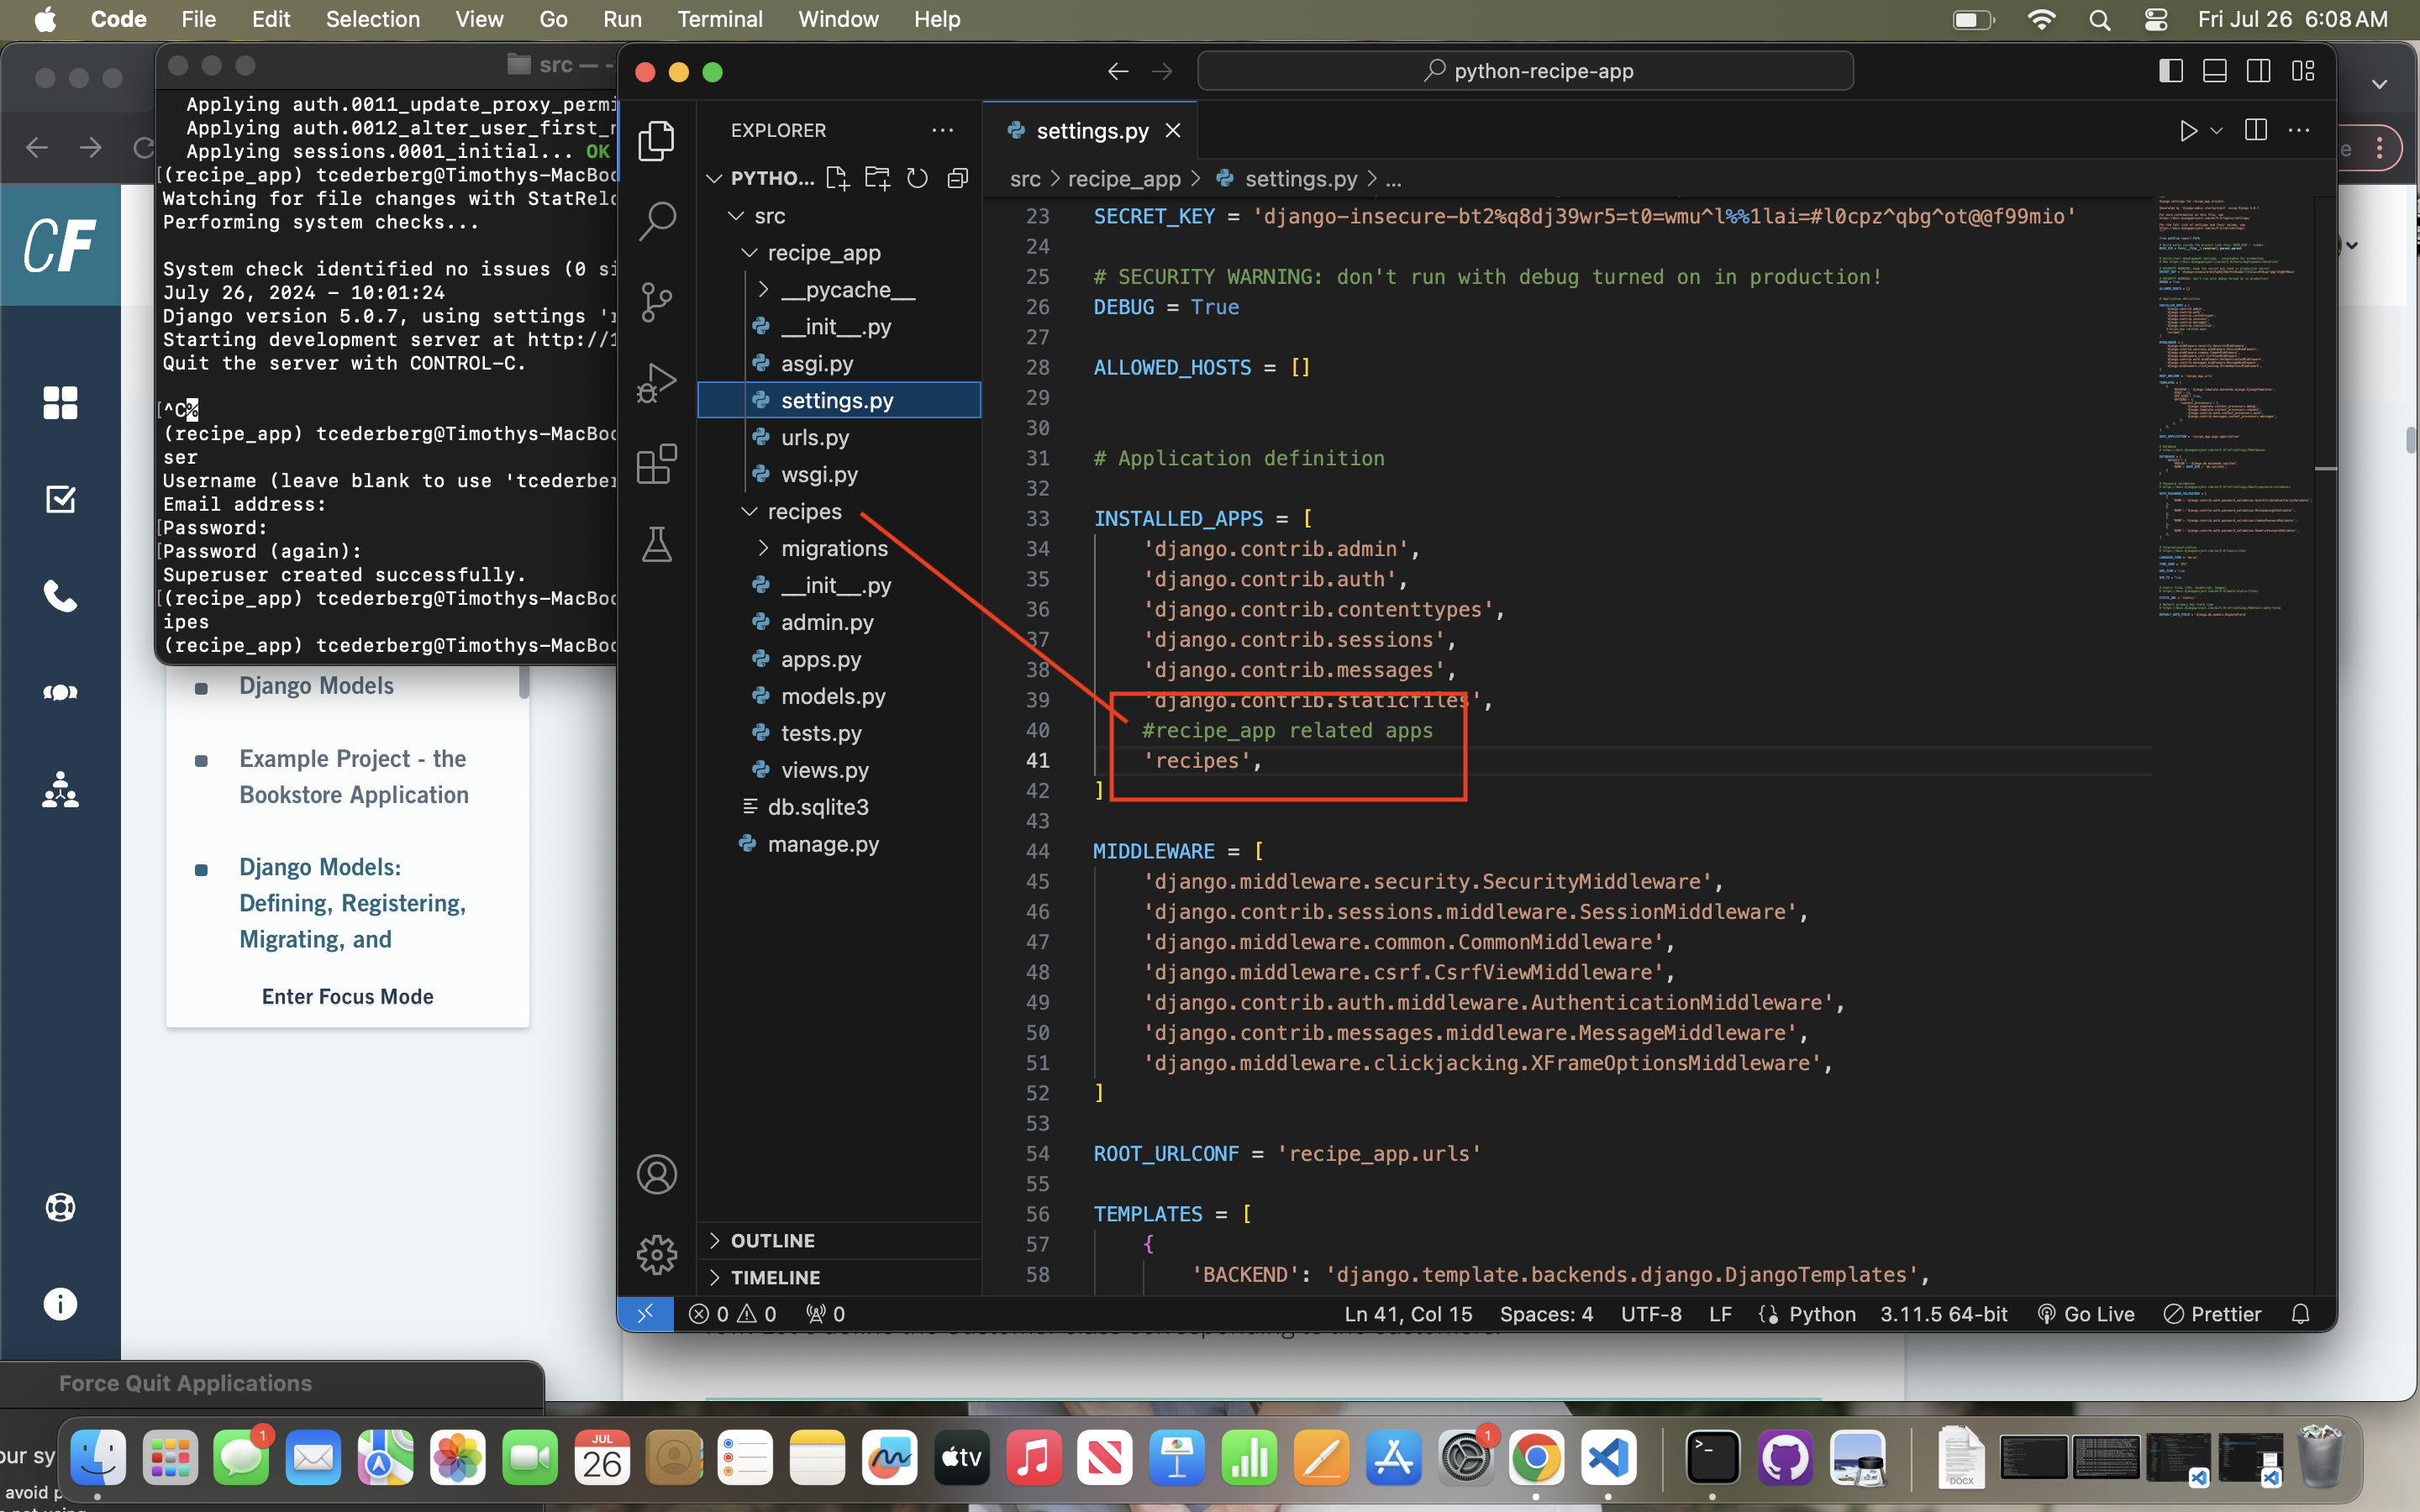 Code File Edit Selection View Go Run Terminal Window Help
Fri Jul 26 6:08 AM
src
Applying auth.0011_update_proxy_permi
Applying auth.0012_alter_user_first_
Applying sessions.0001_initial... OK
(recipe_app) tcederberg@Timothys-MacBoo
Watching for file changes with StatRelo
Performing system checks...
System check identified no issues (0 si
July 26, 2024 - 10:01:24
Django version 5.0.7, using settings '
Starting development server at http://1
Quit the server with CONTROL-C.
^C%
(recipe_app) tcederberg@Timothys-MacBoo
ser
Username (leave blank to use 'tcederber
Email address:
Password:
Password (again):
Superuser created successfully.
(recipe_app) tcederberg@Timothys-MacBoo
ipes
(recipe_app) tcederberg@Timothys-MacBoo
CF
Django Models
Example Project - the
Bookstore Application
Django Models:
Defining, Registering,
Migrating, and
Enter Focus Mode
Force Quit Applications
our sy
avoid p
python-recipe-app
EXPLORER
PYTHO...
src
recipe_app
__pycache__
__init__.py
asgi.py
settings.py
urls.py
wsgi.py
recipes
migrations
__init__.py
admin.py
apps.py
models.py
tests.py
views.py
db.sqlite3
manage.py
OUTLINE
TIMELINE
settings.py
src > recipe_app > settings.py > ...
23 SECRET_KEY = 'django-insecure-bt2%q8dj39wr5=t0=wmu^l%%1lai=#l0cpz^qbg^ot@@f99mio'
24
25 # SECURITY WARNING: don't run with debug turned on in production!
26 DEBUG = True
27
28 ALLOWED_HOSTS = []
29
30
31 # Application definition
32
33 INSTALLED_APPS = [
34 'django.contrib.admin',
35 'django.contrib.auth',
36 'django.contrib.contenttypes',
37 'django.contrib.sessions',
38 'django.contrib.messages',
39 'django.contrib.staticfiles',
40 #recipe_app related apps
41 'recipes',
42 ]
43
44 MIDDLEWARE = [
45 'django.middleware.security.SecurityMiddleware',
46 'django.contrib.sessions.middleware.SessionMiddleware',
47 'django.middleware.common.CommonMiddleware',
48 'django.middleware.csrf.CsrfViewMiddleware',
49 'django.contrib.auth.middleware.AuthenticationMiddleware',
50 'django.contrib.messages.middleware.MessageMiddleware',
51 'django.middleware.clickjacking.XFrameOptionsMiddleware',
52 ]
53
54 ROOT_URLCONF = 'recipe_app.urls'
55
56 TEMPLATES = [
57 {
58 'BACKEND': 'django.template.backends.django.DjangoTemplates',
0 0 0
Ln 41, Col 15 Spaces: 4 UTF-8 LF Python 3.11.5 64-bit Go Live Prettier
1
JUL
26
tv
1
DOCX